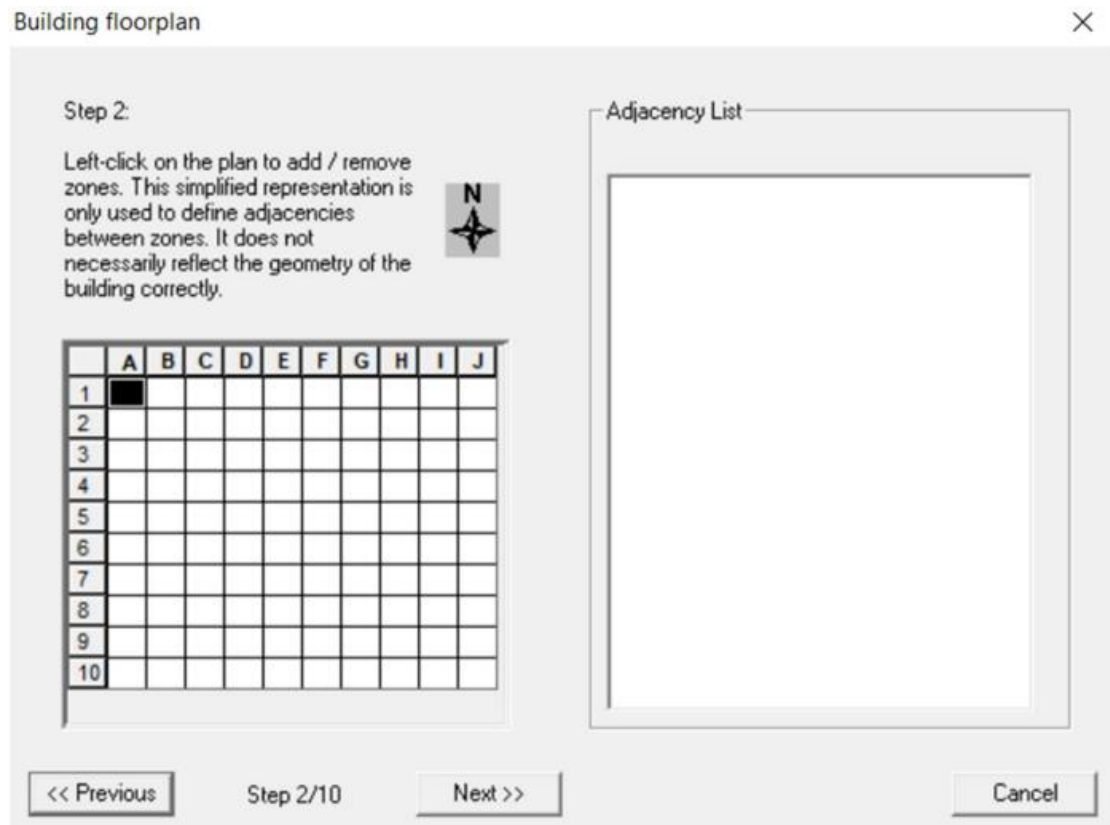 Building floorplan
Step 2:
Left-click on the plan to add / remove
zones. This simplified representation is
only used to define adjacencies
between zones. It does not
necessarily reflect the geometry of the
building correctly.
N
A B C D E F G H I J
1
2
3
4
5
6
7
8
9
10
Adjacency List
<< Previous
Step 2/10
Next >>
Cancel